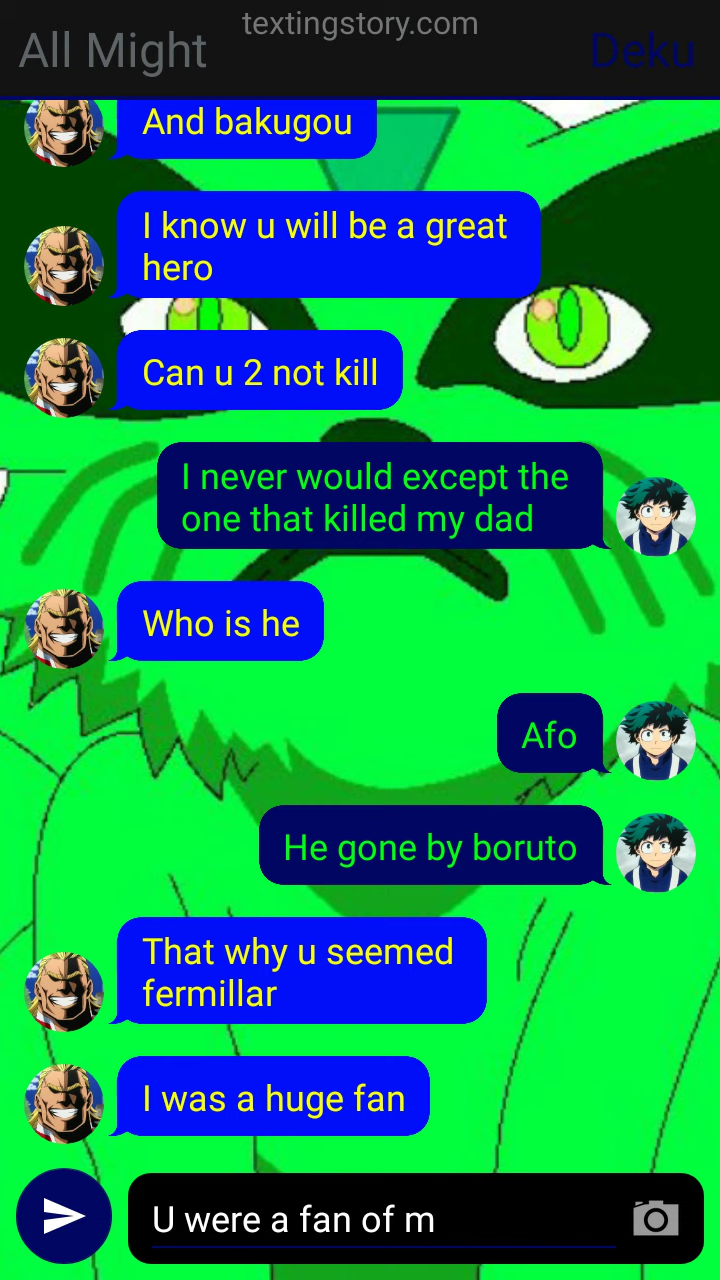 textingstory.com
All Might
Deku
And bakugou
I know u will be a great
hero
Can u 2 not kill
I never would except the
one that killed my dad
Who is he
Afo
He gone by boruto
That why u seemed
fermillar
I was a huge fan
U were a fan of m